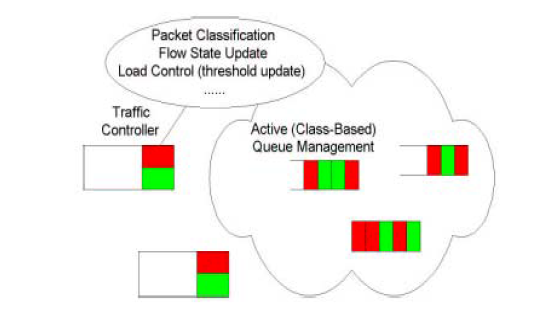 Packet Classification
Flow State Update
Load Control (threshold update)
......
Traffic
Controller
Active (Class-Based)
Queue Management